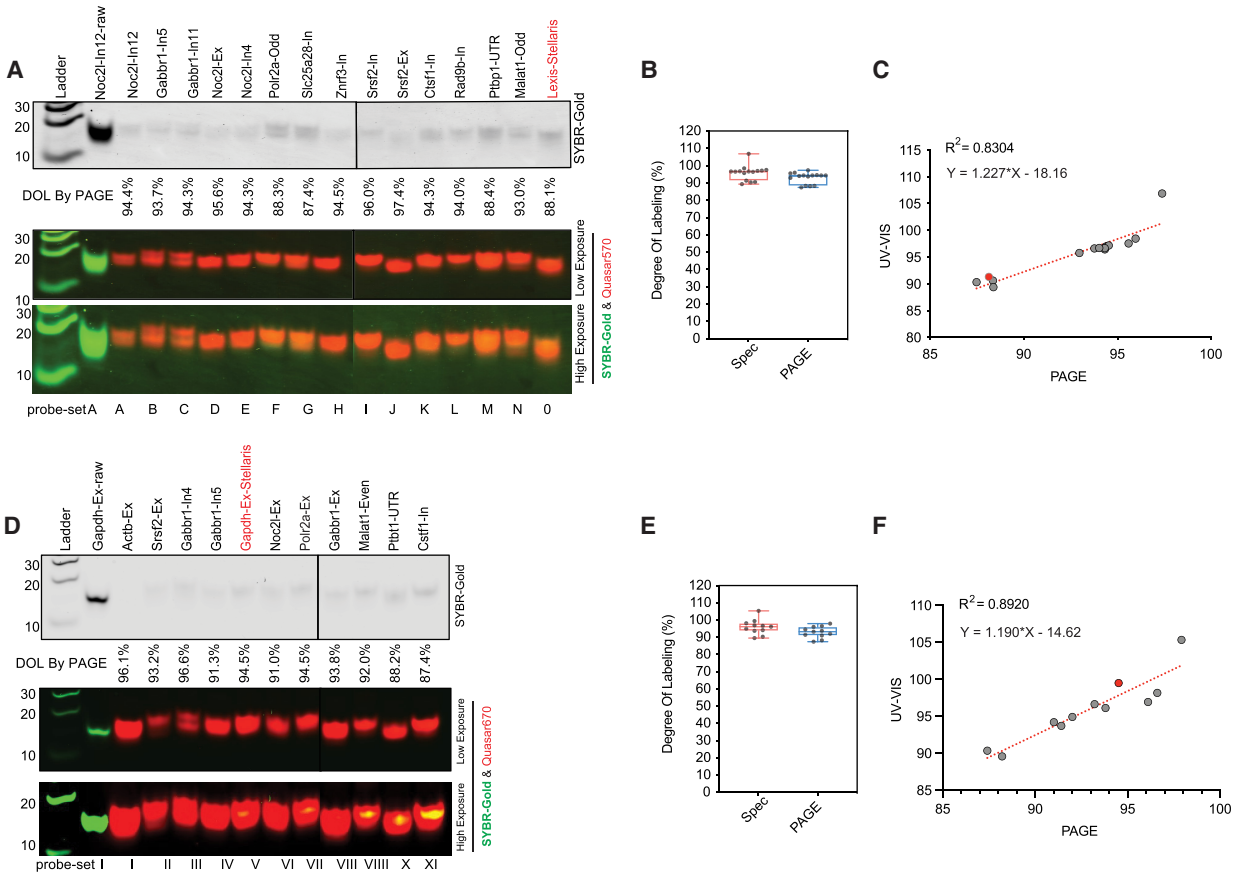 A
Ladder
Noc2l-In12-raw
Noc2l-In12
Gabbr1-In5
Gabbr1-In11
Noc2l-Ex
Noc2l-In4
Polr2a-Odd
Slc25a28-In
Znrf3-In
Srsf2-In
Srsf2-Ex
Ctsf1-In
Rad9b-In
Ptbp1-UTR
Malat1-Odd
Lexis-Stellaris
30
20
10
SYBR-Gold
DOL By PAGE 94.4% 93.7% 94.3% 95.6% 94.3% 88.3% 87.4% 94.5% 96.0% 97.4% 94.3% 94.0% 88.4% 93.0% 88.1%
30
20
10
Low Exposure
30
20
10
High Exposure
SYBR-Gold & Quasar570
probe-set A A B C D E F G H I J K L M N 0
B
Degree Of Labeling (%)
120
110
100
90
80
70
60
50
40
30
20
10
0
Spec
PAGE
C
R2= 0.8304
Y = 1.227*X - 18.16
UV-VIS
115
110
105
100
95
90
85
80
85 90 95 100
PAGE
D
Ladder
Gapdh-Ex-raw
Actb-Ex
Srsf2-Ex
Gabbr1-In4
Gabbr1-In5
Gapdh-Ex-Stellaris
Noc2l-Ex
Polr2a-Ex
Gabbr1-Ex
Malat1-Even
Ptbt1-UTR
Cstf1-In
30
20
10
SYBR-Gold
DOL By PAGE 96.1% 93.2% 96.6% 91.3% 94.5% 91.0% 94.5% 93.8% 92.0% 88.2% 87.4%
30
20
10
Low Exposure
20
10
High Exposure
SYBR-Gold & Quasar670
probe-set I I II III IV V VI VII VIII VIIII X XI
E
Degree Of Labeling (%)
120
110
100
90
80
70
60
50
40
30
20
10
0
Spec
PAGE
F
R2= 0.8920
Y = 1.190*X - 14.62
UV-VIS
110
105
100
95
90
85
85 90 95 100
PAGE